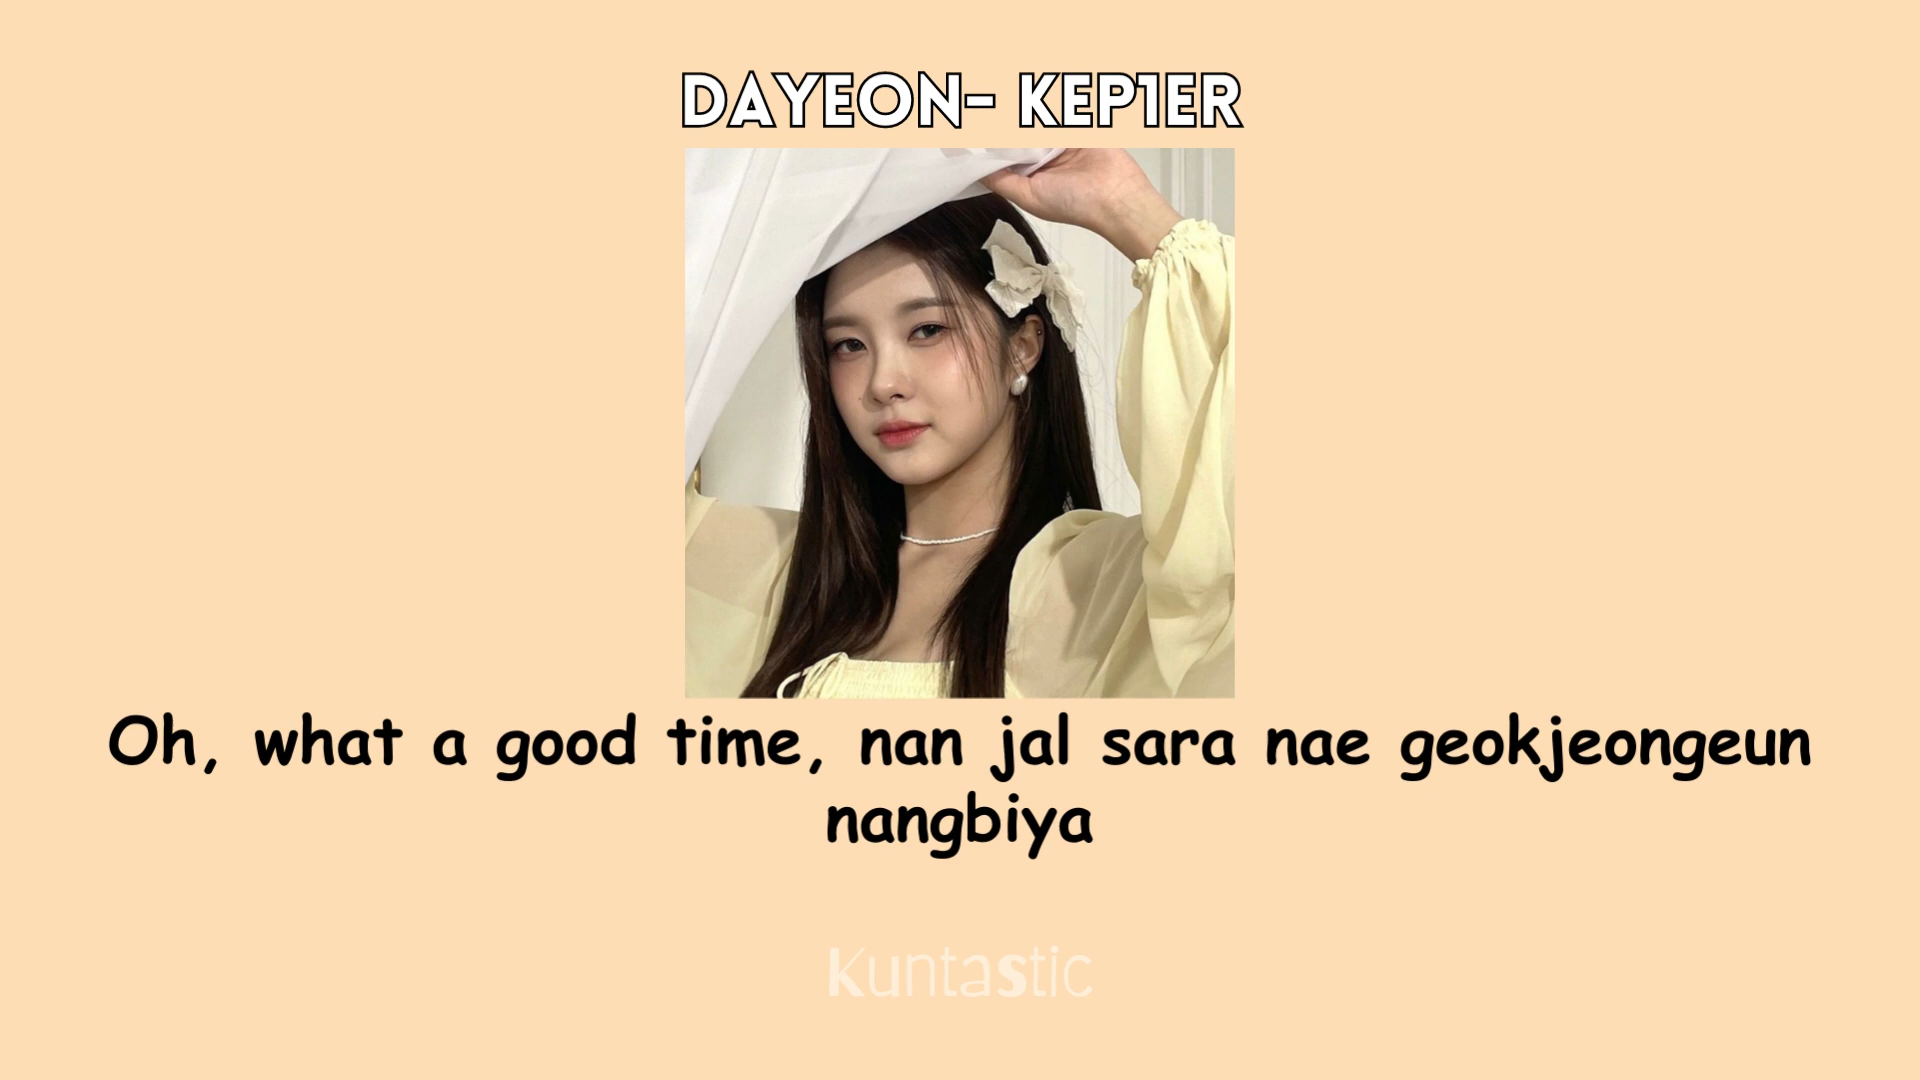 DAYEON- KEP1ER
Oh, what a good time, nan jal sara nae geokjeongeun
nangbiya
Kuntastic